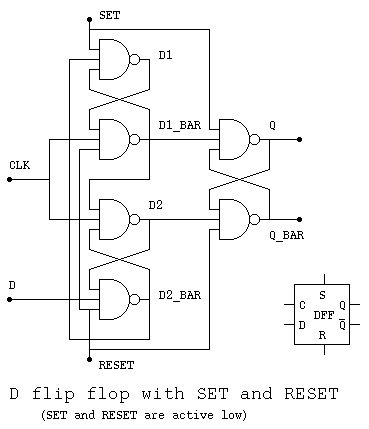 SET
D1
D1_BAR
Q
CLK
D2
Q_BAR
D
D2_BAR
S
C Q
DFF
D Q̅
R
RESET
D flip flop with SET and RESET
(SET and RESET are active low)